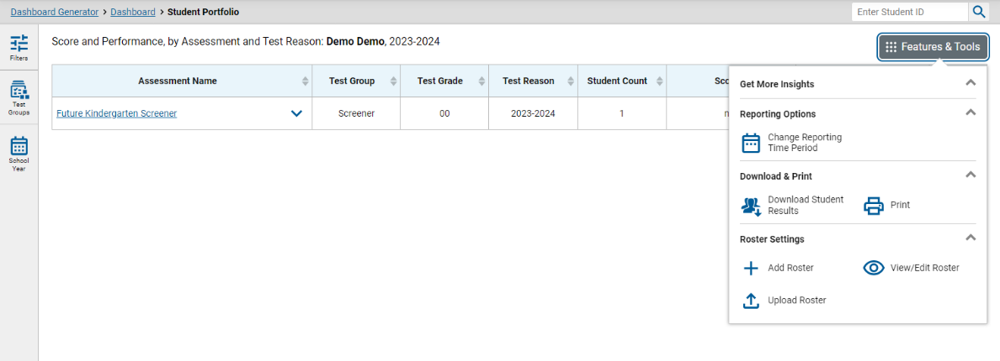 Dashboard Generator > Dashboard > Student Portfolio
Enter Student ID
Filters
Test
Groups
School
Year
Score and Performance, by Assessment and Test Reason: Demo Demo, 2023-2024
Features & Tools
Assessment Name Test Group Test Grade Test Reason Student Count
Future Kindergarten Screener Screener 00 2023-2024 1
Get More Insights
Reporting Options
Change Reporting
Time Period
Download & Print
Download Student
Results
Print
Roster Settings
Add Roster View/Edit Roster
Upload Roster